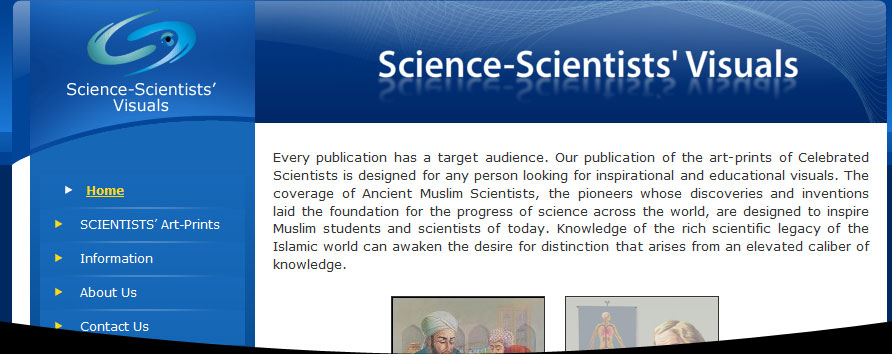 Science-Scientists’
Visuals
Science-Scientists' Visuals
Home
SCIENTISTS’ Art-Prints
Information
About Us
Contact Us
Every publication has a target audience. Our publication of the art-prints of Celebrated
Scientists is designed for any person looking for inspirational and educational visuals. The
coverage of Ancient Muslim Scientists, the pioneers whose discoveries and inventions
laid the foundation for the progress of science across the world, are designed to inspire
Muslim students and scientists of today. Knowledge of the rich scientific legacy of the
Islamic world can awaken the desire for distinction that arises from an elevated caliber of
knowledge.